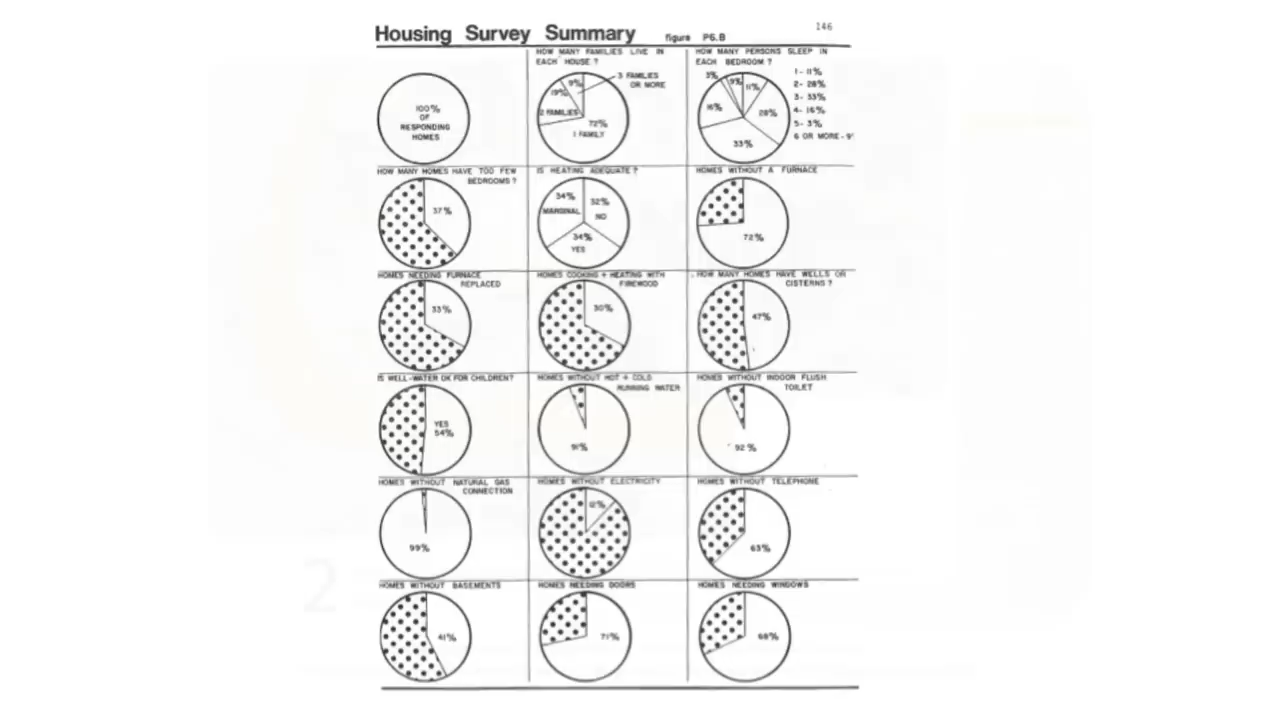 146
Housing Survey Summary figure P6.B
100%
OF
RESPONDING
HOMES
HOW MANY FAMILIES LIVE IN
EACH HOUSE ?
3 FAMILIES
OR MORE
9%
19%
2 FAMILIES
72%
1 FAMILY
HOW MANY PERSONS SLEEP IN
EACH BEDROOM ?
3%
9%
11%
16%
28%
33%
1- 11%
2- 28%
3- 33%
4- 16%
5- 3%
6 OR MORE - 9
HOW MANY HOMES HAVE TOO FEW
BEDROOMS ?
37%
IS HEATING ADEQUATE ?
34%
MARGINAL
32%
NO
34%
YES
HOMES WITHOUT A FURNACE
72%
HOMES NEEDING FURNACE
REPLACED
33%
HOMES COOKING + HEATING WITH
FIREWOOD
30%
HOW MANY HOMES HAVE WELLS OR
CISTERNS ?
47%
IS WELL-WATER OK FOR CHILDREN?
YES
54%
HOMES WITHOUT HOT + COLD
RUNNING WATER
91%
HOMES WITHOUT INDOOR FLUSH
TOILET
92%
HOMES WITHOUT NATURAL GAS
CONNECTION
99%
HOMES WITHOUT ELECTRICITY
12%
HOMES WITHOUT TELEPHONE
63%
HOMES WITHOUT BASEMENTS
41%
HOMES NEEDING DOORS
71%
HOMES NEEDING WINDOWS
68%